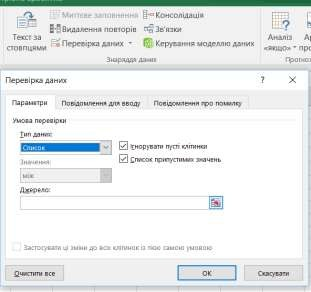 Миттєве заповнення
Консолідація
Текст за
стовпцями
Видалення повторів
Зв'язки
Перевірка даних
Керування моделлю даних
Аналіз
«якщо»
Знаряддя даних
Прогноз
Перевірка даних
?
Параметри
Повідомлення для вводу
Повідомлення про помилку
Умова перевірки
Тип даних:
Список
Ігнорувати пусті клітинки
Список припустимих значень
Значення:
між
Джерело:
Застосувати ці зміни до всіх клітинок із тією самою умовою
Очистити все
ОК
Скасувати